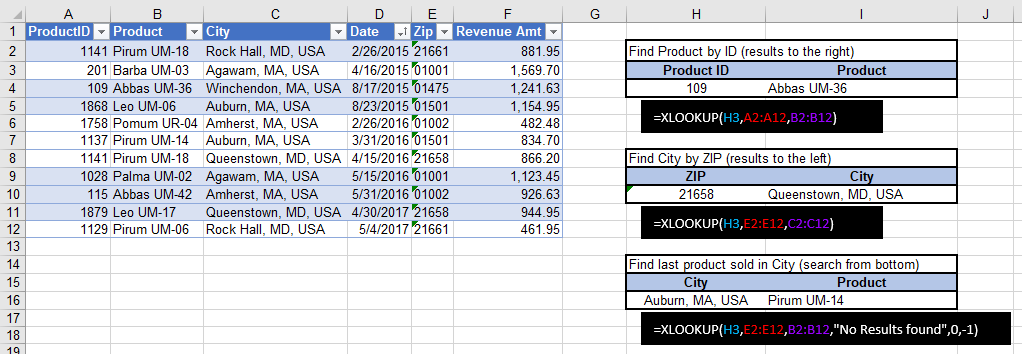 A B C D E F G H I J
1 ProductID Product City Date Zip Revenue Amt
2 1141 Pirum UM-18 Rock Hall, MD, USA 2/26/2015 21661 881.95 Find Product by ID (results to the right)
3 201 Barba UM-03 Agawam, MA, USA 4/16/2015 01001 1,569.70 Product ID Product
4 109 Abbas UM-36 Winchendon, MA, USA 8/17/2015 01475 1,241.63 109 Abbas UM-36
5 1868 Leo UM-06 Auburn, MA, USA 8/23/2015 01501 1,154.95
6 1758 Pomum UR-04 Amherst, MA, USA 2/26/2016 01002 482.48 =XLOOKUP(H3,A2:A12,B2:B12)
7 1137 Pirum UM-14 Auburn, MA, USA 3/31/2016 01501 834.70
8 1141 Pirum UM-18 Queenstown, MD, USA 4/15/2016 21658 866.20 Find City by ZIP (results to the left)
9 1028 Palma UM-02 Agawam, MA, USA 5/15/2016 01001 1,123.45 ZIP City
10 115 Abbas UM-42 Amherst, MA, USA 5/31/2016 01002 926.63 21658 Queenstown, MD, USA
11 1879 Leo UM-17 Queenstown, MD, USA 4/30/2017 21658 944.95
12 1129 Pirum UM-06 Rock Hall, MD, USA 5/4/2017 21661 461.95 =XLOOKUP(H3,E2:E12,C2:C12)
13
14 Find last product sold in City (search from bottom)
15 City Product
16 Auburn, MA, USA Pirum UM-14
17
18 =XLOOKUP(H3,E2:E12,B2:B12,"No Results found",0,-1)
19